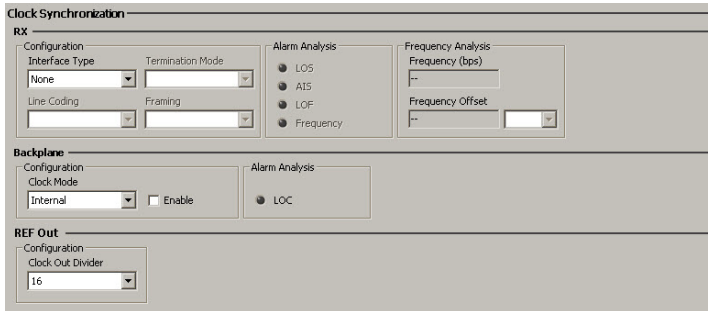 Clock Synchronization
RX
Configuration
Interface Type Termination Mode
None
Line Coding Framing
Alarm Analysis
LOS
AIS
LOF
Frequency
Frequency Analysis
Frequency (bps)
--
Frequency Offset
--
Backplane
Configuration
Clock Mode
Internal Enable
Alarm Analysis
LOC
REF Out
Configuration
Clock Out Divider
16